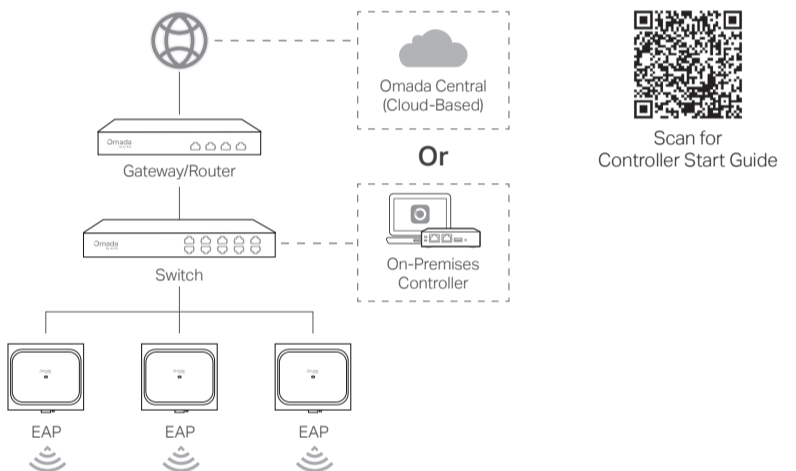 Omada Central
(Cloud-Based)
Scan for
Controller Start Guide
Or
Omada
Gateway/Router
Omada
Switch
On-Premises
Controller
EAP
EAP
EAP